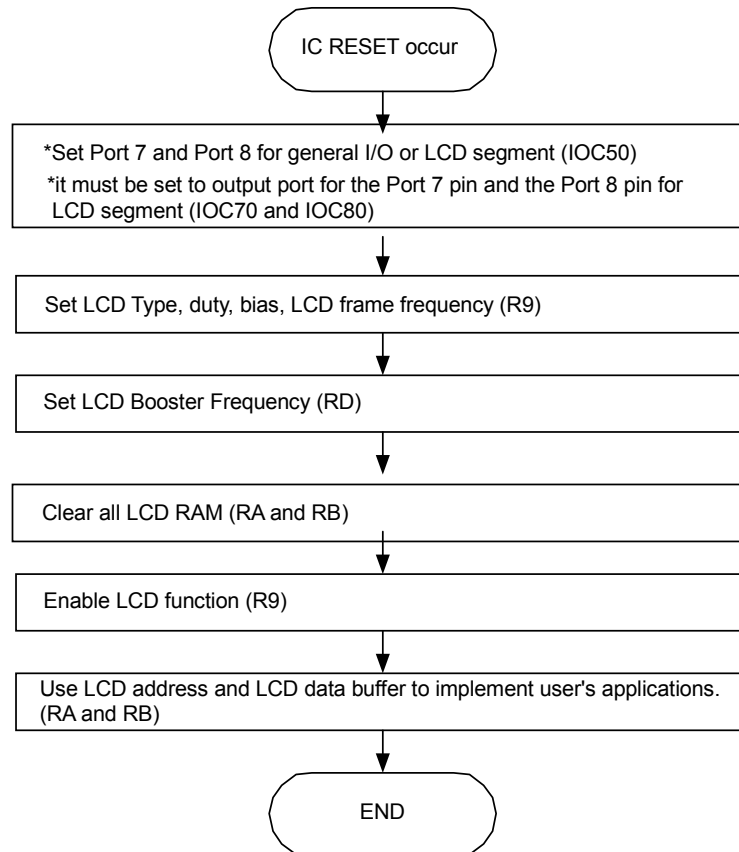 IC RESET occur
*Set Port 7 and Port 8 for general I/O or LCD segment (IOC50)
*it must be set to output port for the Port 7 pin and the Port 8 pin for
LCD segment (IOC70 and IOC80)
Set LCD Type, duty, bias, LCD frame frequency (R9)
Set LCD Booster Frequency (RD)
Clear all LCD RAM (RA and RB)
Enable LCD function (R9)
Use LCD address and LCD data buffer to implement user's applications.
(RA and RB)
END